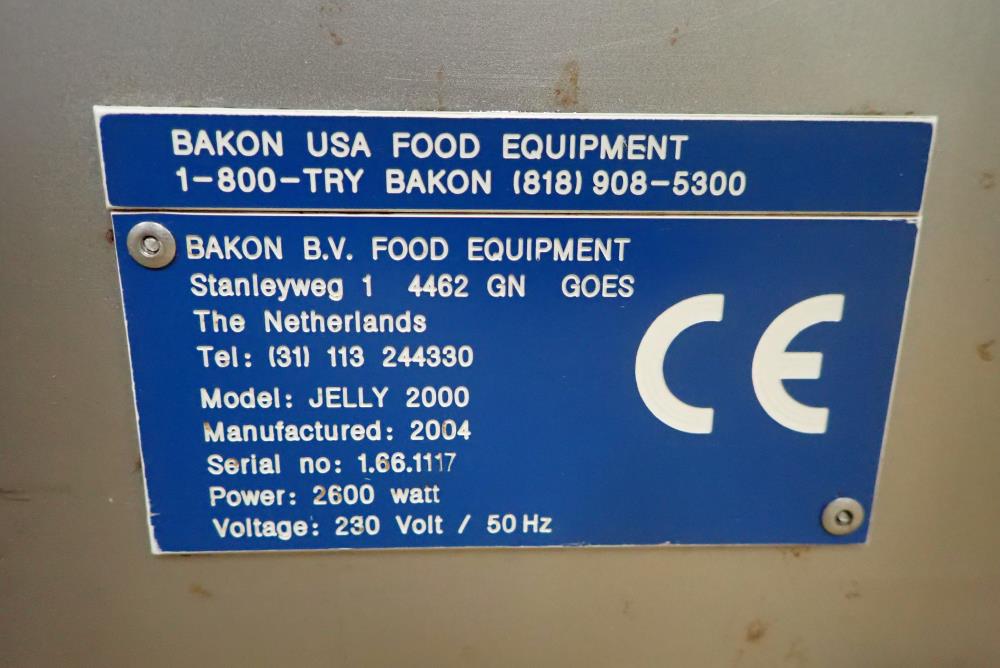 BAKON USA FOOD EQUIPMENT
1-800-TRY BAKON (818) 908-5300
BAKON B.V. FOOD EQUIPMENT
Stanleyweg 1 4462 GN GOES
The Netherlands
Tel: (31) 113 244330
CE
Model: JELLY 2000
Manufactured: 2004
Serial no: 1.66.1117
Power: 2600 watt
Voltage: 230 Volt / 50 Hz